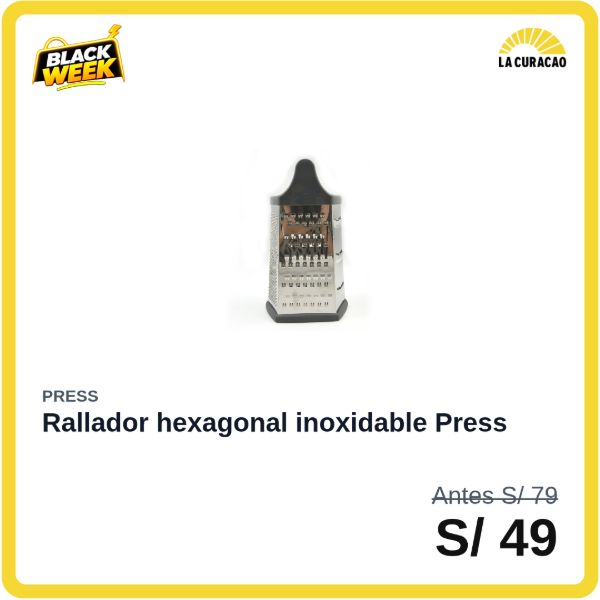 BLACK
WEEK
LA CURACAO
PRESS
Rallador hexagonal inoxidable Press
Antes S/ 79
S/ 49